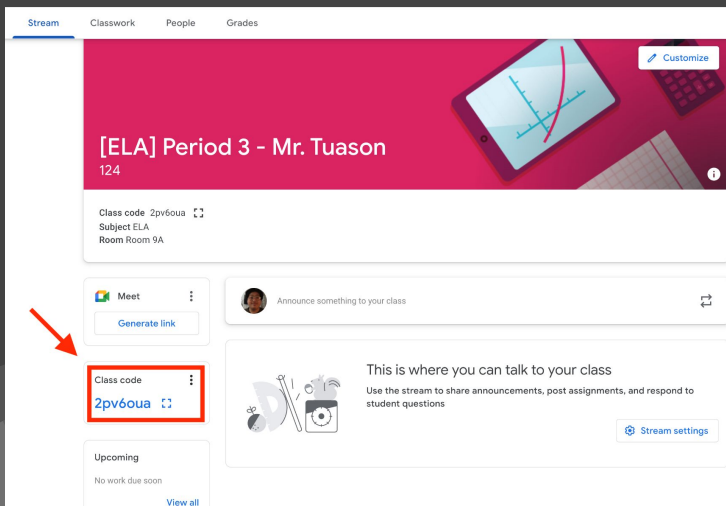 Stream Classwork People Grades
Customize
[ELA] Period 3 - Mr. Tuason
124
Class code 2pv6oua
Subject ELA
Room Room 9A
Meet
Generate link
Announce something to your class
Class code
2pv6oua
This is where you can talk to your class
Use the stream to share announcements, post assignments, and respond to
student questions
Stream settings
Upcoming
No work due soon
View all